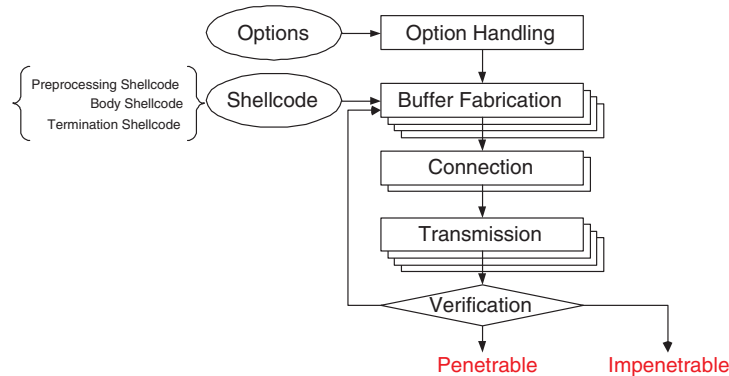 Options
Option Handling
Preprocessing Shellcode
Body Shellcode
Termination Shellcode
Shellcode
Buffer Fabrication
Connection
Transmission
Verification
Penetrable
Impenetrable